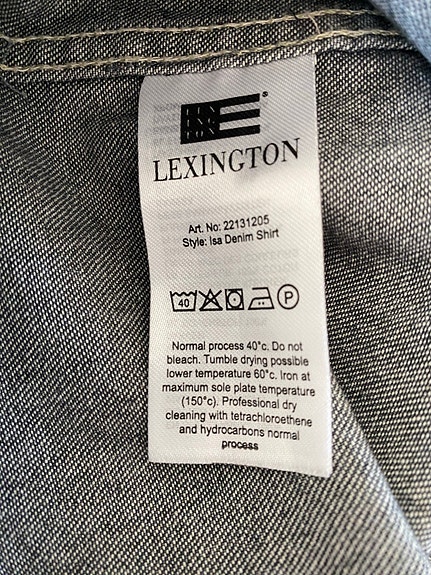 LEXINGTON
Art. No: 22131205
Style: Isa Denim Shirt
40 P
Normal process 40°c. Do not
bleach. Tumble drying possible
lower temperature 60°c. Iron at
maximum sole plate temperature
(150°c). Professional dry
cleaning with tetrachloroethene
and hydrocarbons normal
process